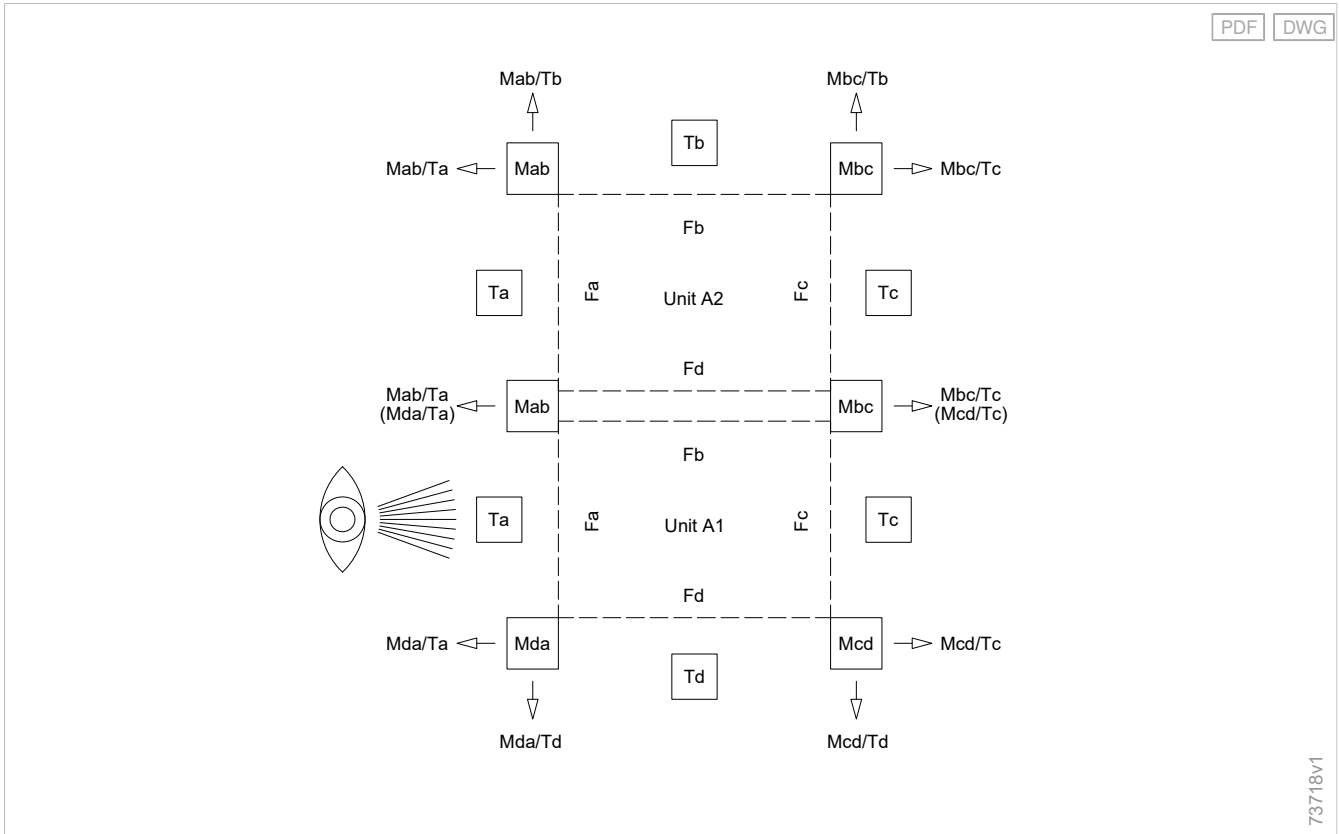 PDF DWG
Mab/Tb Mbc/Tb
Tb
Mab/Ta Mab Mbc Mbc/Tc
Fb
Ta Fa Unit A2 Fc Tc
Fd
Mab/Ta
(Mda/Ta)
Mab Mbc
Mbc/Tc
(Mcd/Tc)
Fb
Ta Fa Unit A1 Fc Tc
Fd
Mda/Ta Mda Mcd Mcd/Tc
Td
Mda/Td Mcd/Td
73718v1